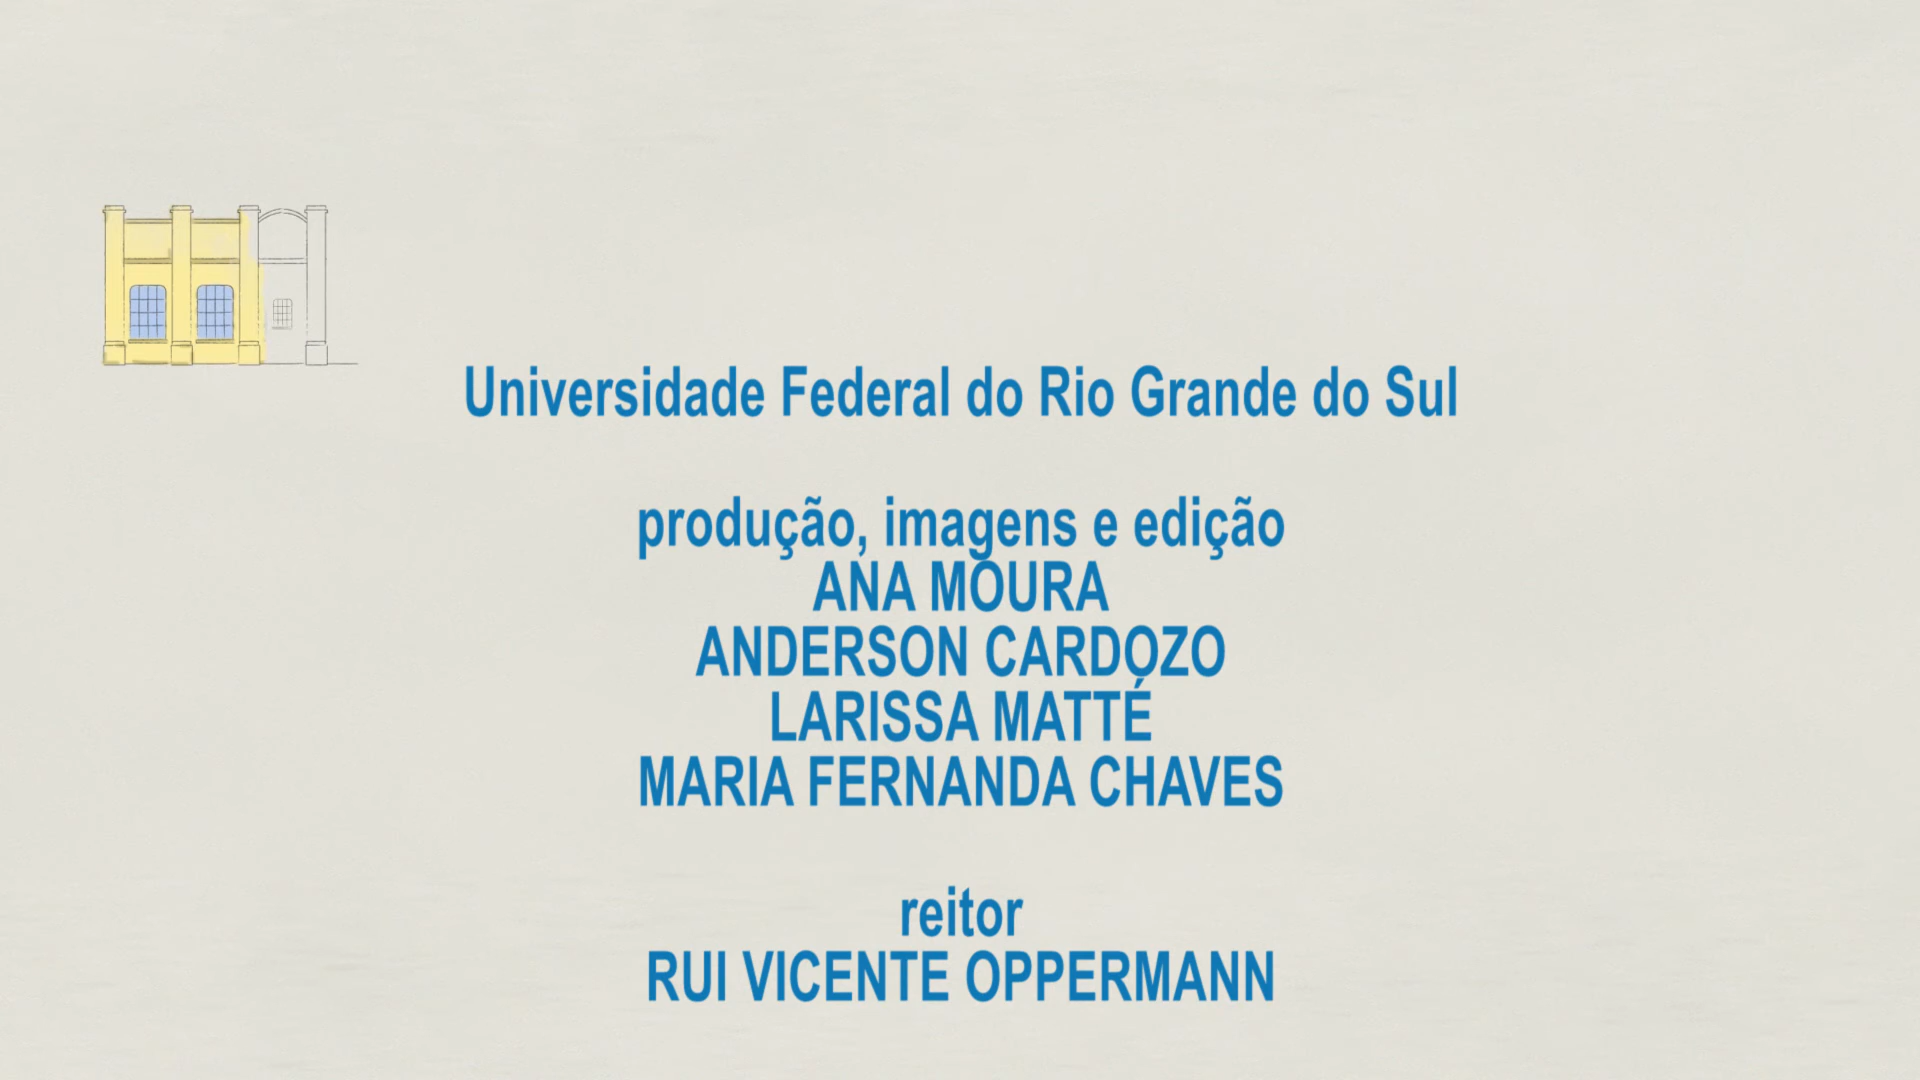 Universidade Federal do Rio Grande do Sul
produção, imagens e edição
ANA MOURA
ANDERSON CARDOZO
LARISSA MATTÉ
MARIA FERNANDA CHAVES
reitor
RUI VICENTE OPPERMANN